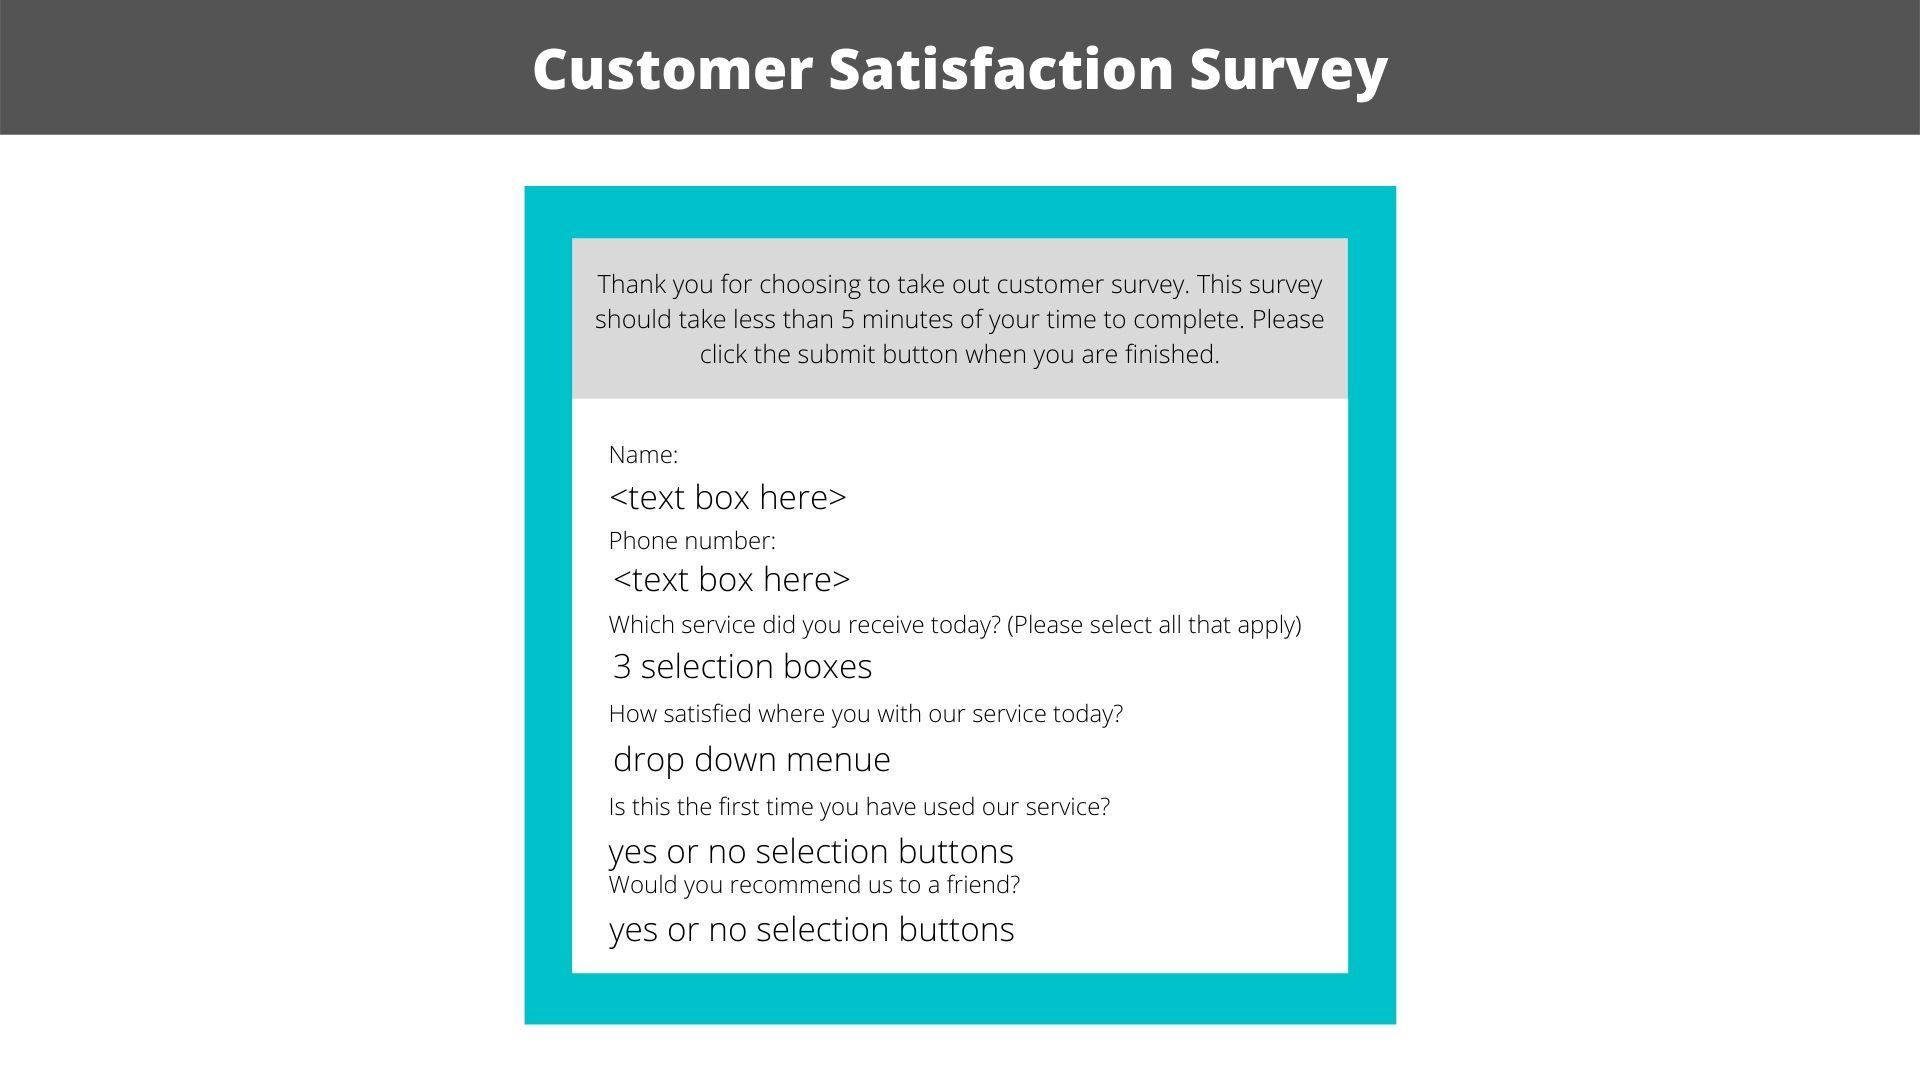 Customer Satisfaction Survey
Thank you for choosing to take out customer survey. This survey
should take less than 5 minutes of your time to complete. Please
click the submit button when you are finished.
Name:
<text box here>
Phone number:
<text box here>
Which service did you receive today? (Please select all that apply)
3 selection boxes
How satisfied where you with our service today?
drop down menue
Is this the first time you have used our service?
yes or no selection buttons
Would you recommend us to a friend?
yes or no selection buttons